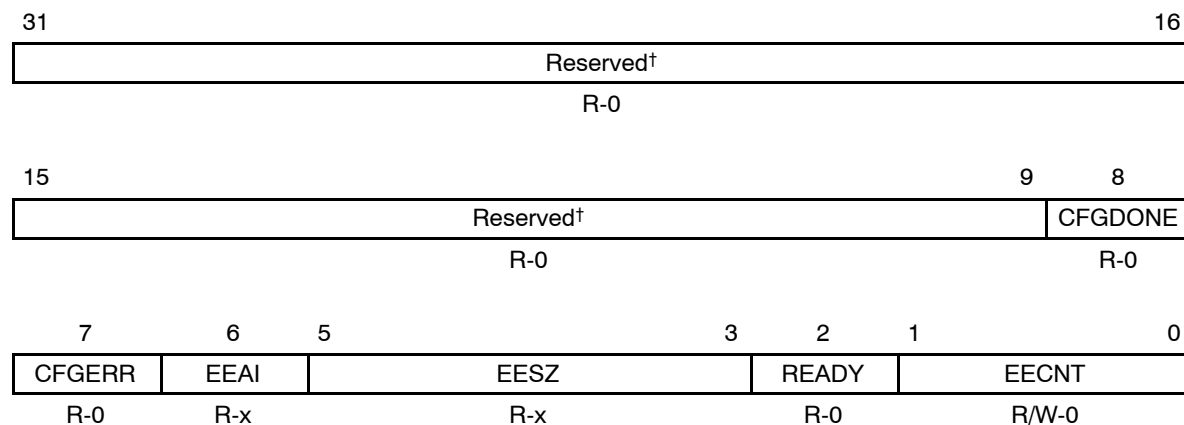 31 16
Reserved†
R-0
15 9 8
Reserved† CFGDONE
R-0 R-0
7 6 5 3 2 1 0
CFGERR EEAI EESZ READY EECNT
R-0 R-x R-x R-0 R/W-0